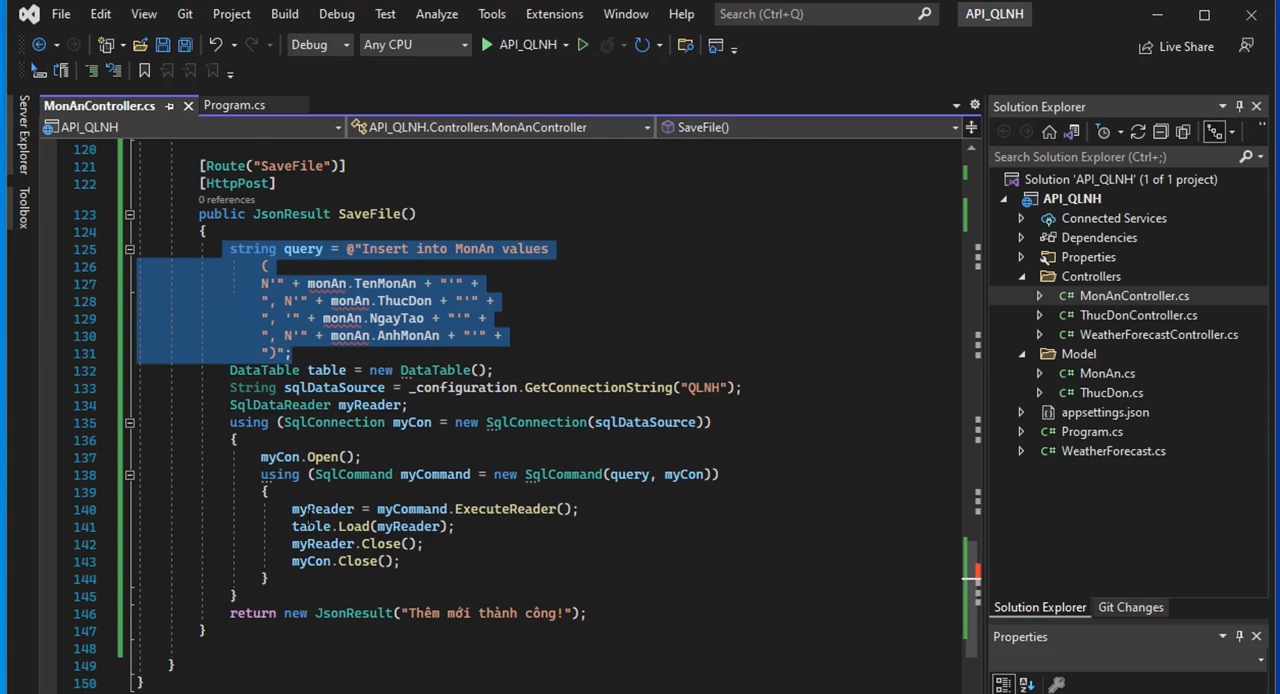 File Edit View Git Project Build Debug Test Analyze Tools Extensions Window Help Search (Ctrl+Q) API_QLNH
Debug Any CPU API_QLNH Live Share
Server Explorer
Toolbox
MonAnController.cs Program.cs
API_QLNH API_QLNH.Controllers.MonAnController SaveFile()
120
121 [Route("SaveFile")]
122 [HttpPost]
0 references
123 public JsonResult SaveFile()
124 {
125 string query = @"Insert into MonAn values
126 (
127 N'" + monAn.TenMonAn + "'" +
128 ", N'" + monAn.ThucDon + "'" +
129 ", '" + monAn.NgayTao + "'" +
130 ", N'" + monAn.AnhMonAn + "'" +
131 ")";
132 DataTable table = new DataTable();
133 String sqlDataSource = _configuration.GetConnectionString("QLNH");
134 SqlDataReader myReader;
135 using (SqlConnection myCon = new SqlConnection(sqlDataSource))
136 {
137 myCon.Open();
138 using (SqlCommand myCommand = new SqlCommand(query, myCon))
139 {
140 myReader = myCommand.ExecuteReader();
141 table.Load(myReader);
142 myReader.Close();
143 myCon.Close();
144 }
145 }
146 return new JsonResult("Thêm mới thành công!");
147 }
148
149 }
150 }
Solution Explorer
Search Solution Explorer (Ctrl+;)
Solution 'API_QLNH' (1 of 1 project)
API_QLNH
Connected Services
Dependencies
Properties
Controllers
C# MonAnController.cs
C# ThucDonController.cs
C# WeatherForecastController.cs
Model
C# MonAn.cs
C# ThucDon.cs
appsettings.json
C# Program.cs
C# WeatherForecast.cs
Solution Explorer Git Changes
Properties